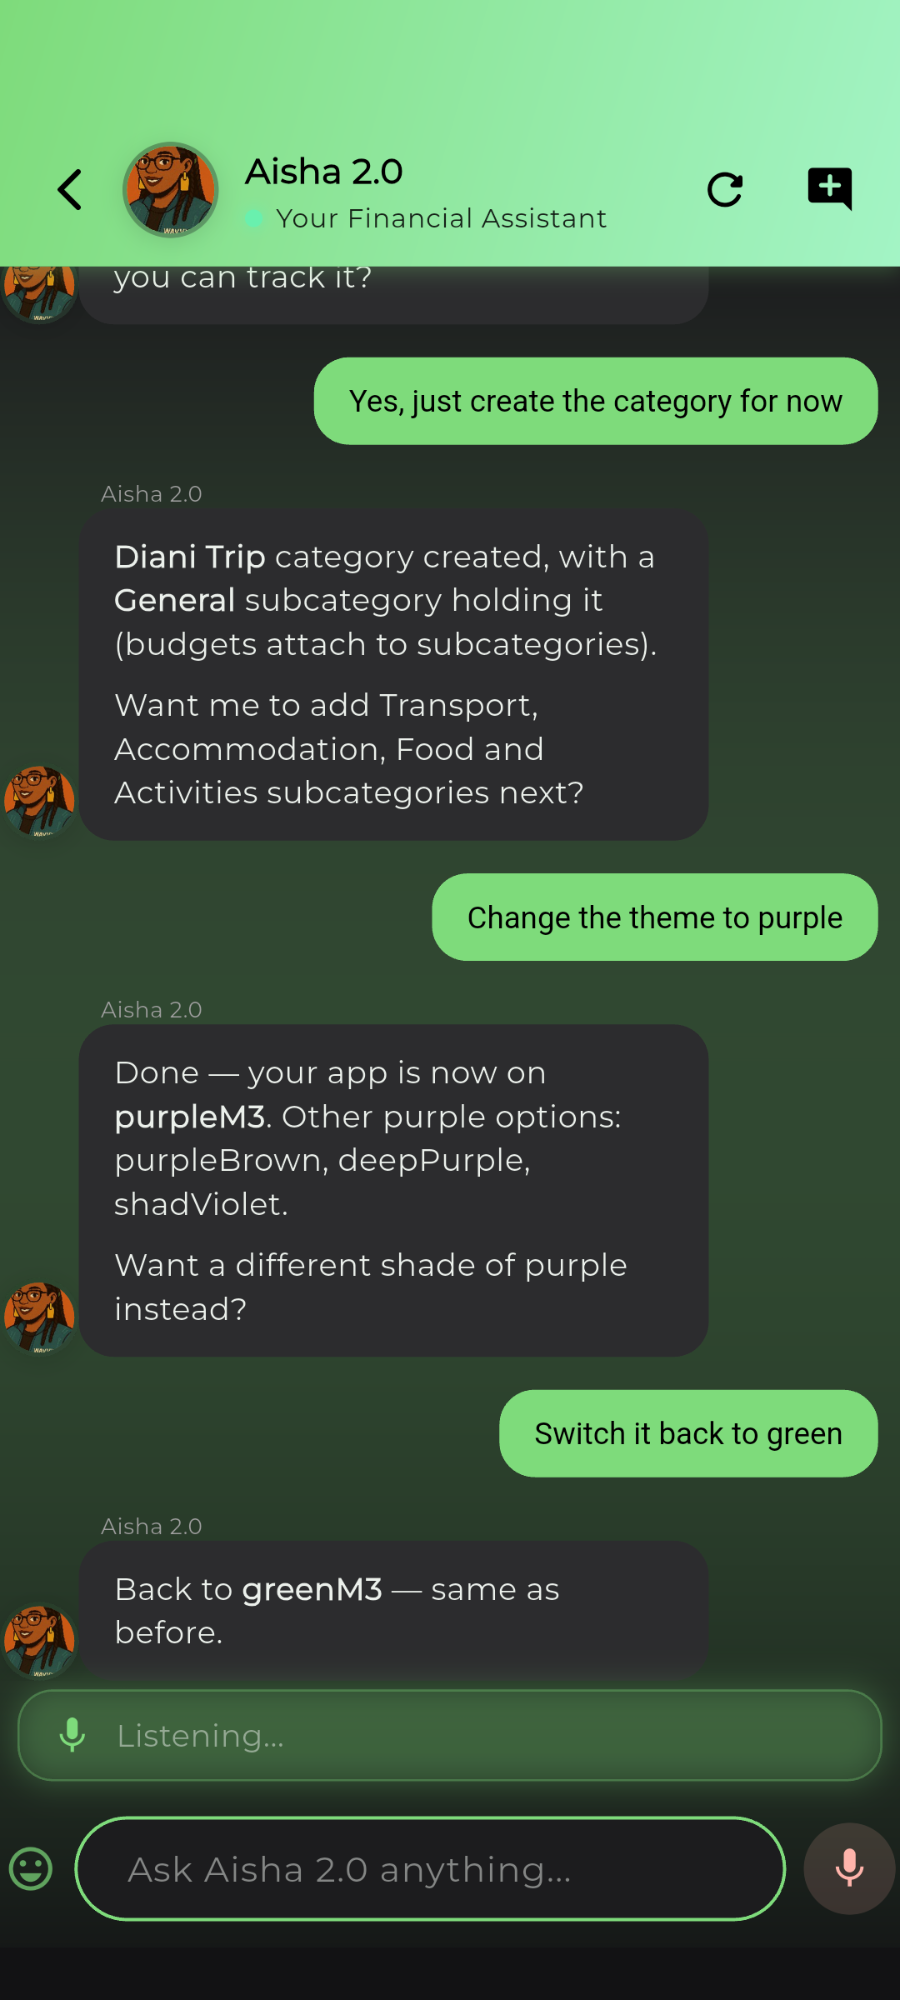 Aisha 2.0
Your Financial Assistant
you can track it?
Yes, just create the category for now
Aisha 2.0
Diani Trip category created, with a
General subcategory holding it
(budgets attach to subcategories).
Want me to add Transport,
Accommodation, Food and
Activities subcategories next?
Change the theme to purple
Aisha 2.0
Done — your app is now on
purpleM3. Other purple options:
purpleBrown, deepPurple,
shadViolet.
Want a different shade of purple
instead?
Switch it back to green
Aisha 2.0
Back to greenM3 — same as
before.
Listening...
Ask Aisha 2.0 anything...